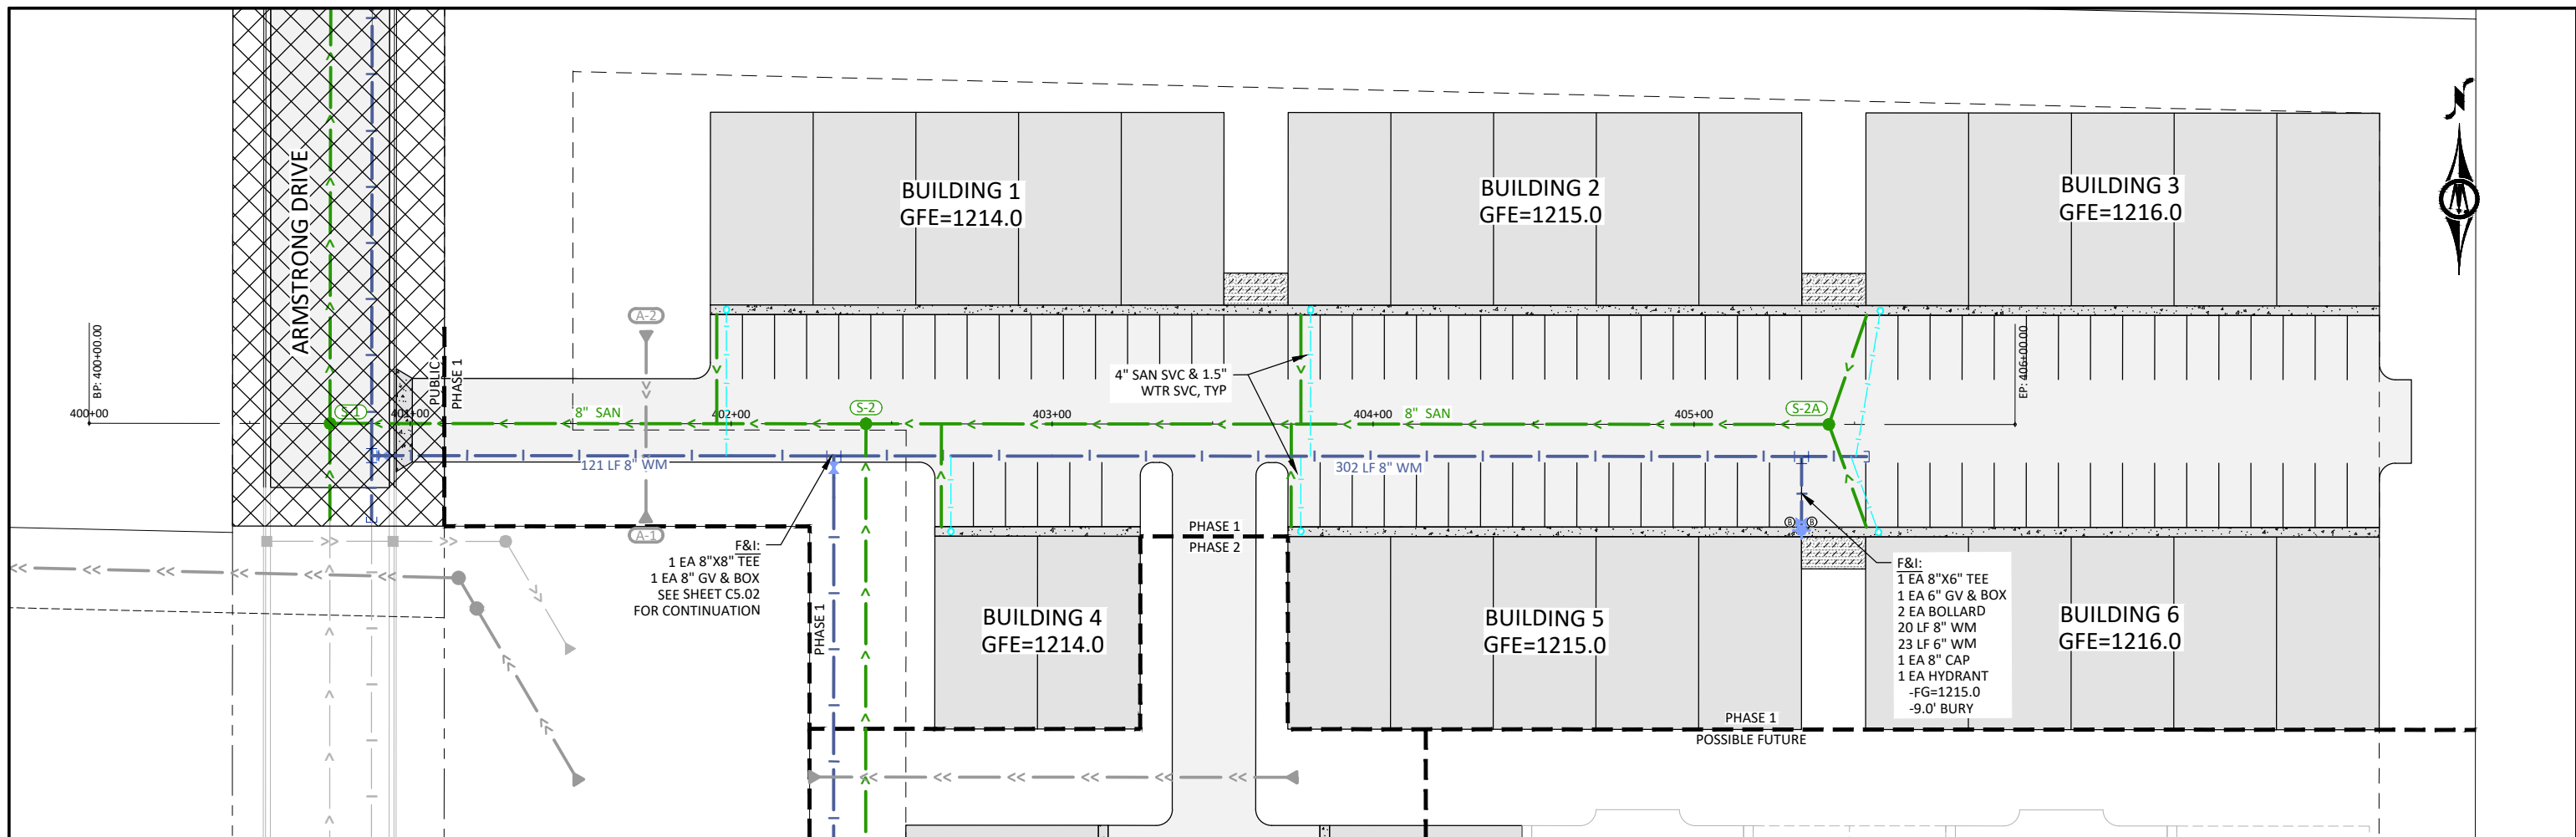 BUILDING 1
GFE=1214.0
BUILDING 2
GFE=1215.0
BUILDING 3
GFE=1216.0
N
ARMSTRONG DRIVE
BP: 400+00.00
400+00
PUBLIC
PHASE 1
A-2
4" SAN SVC & 1.5"
WTR SVC, TYP
EP: 406+00.00
S-1
401+00
8" SAN
402+00
S-2
403+00
404+00
8" SAN
405+00
S-2A
121 LF 8" WM
302 LF 8" WM
A-1
B
B
PHASE 1
PHASE 2
F&I:
1 EA 8"X8" TEE
1 EA 8" GV & BOX
SEE SHEET C5.02
FOR CONTINUATION
PHASE 1
BUILDING 4
GFE=1214.0
BUILDING 5
GFE=1215.0
F&I:
1 EA 8"X6" TEE
1 EA 6" GV & BOX
2 EA BOLLARD
20 LF 8" WM
23 LF 6" WM
1 EA 8" CAP
1 EA HYDRANT
-FG=1215.0
-9.0' BURY
BUILDING 6
GFE=1216.0
PHASE 1
POSSIBLE FUTURE